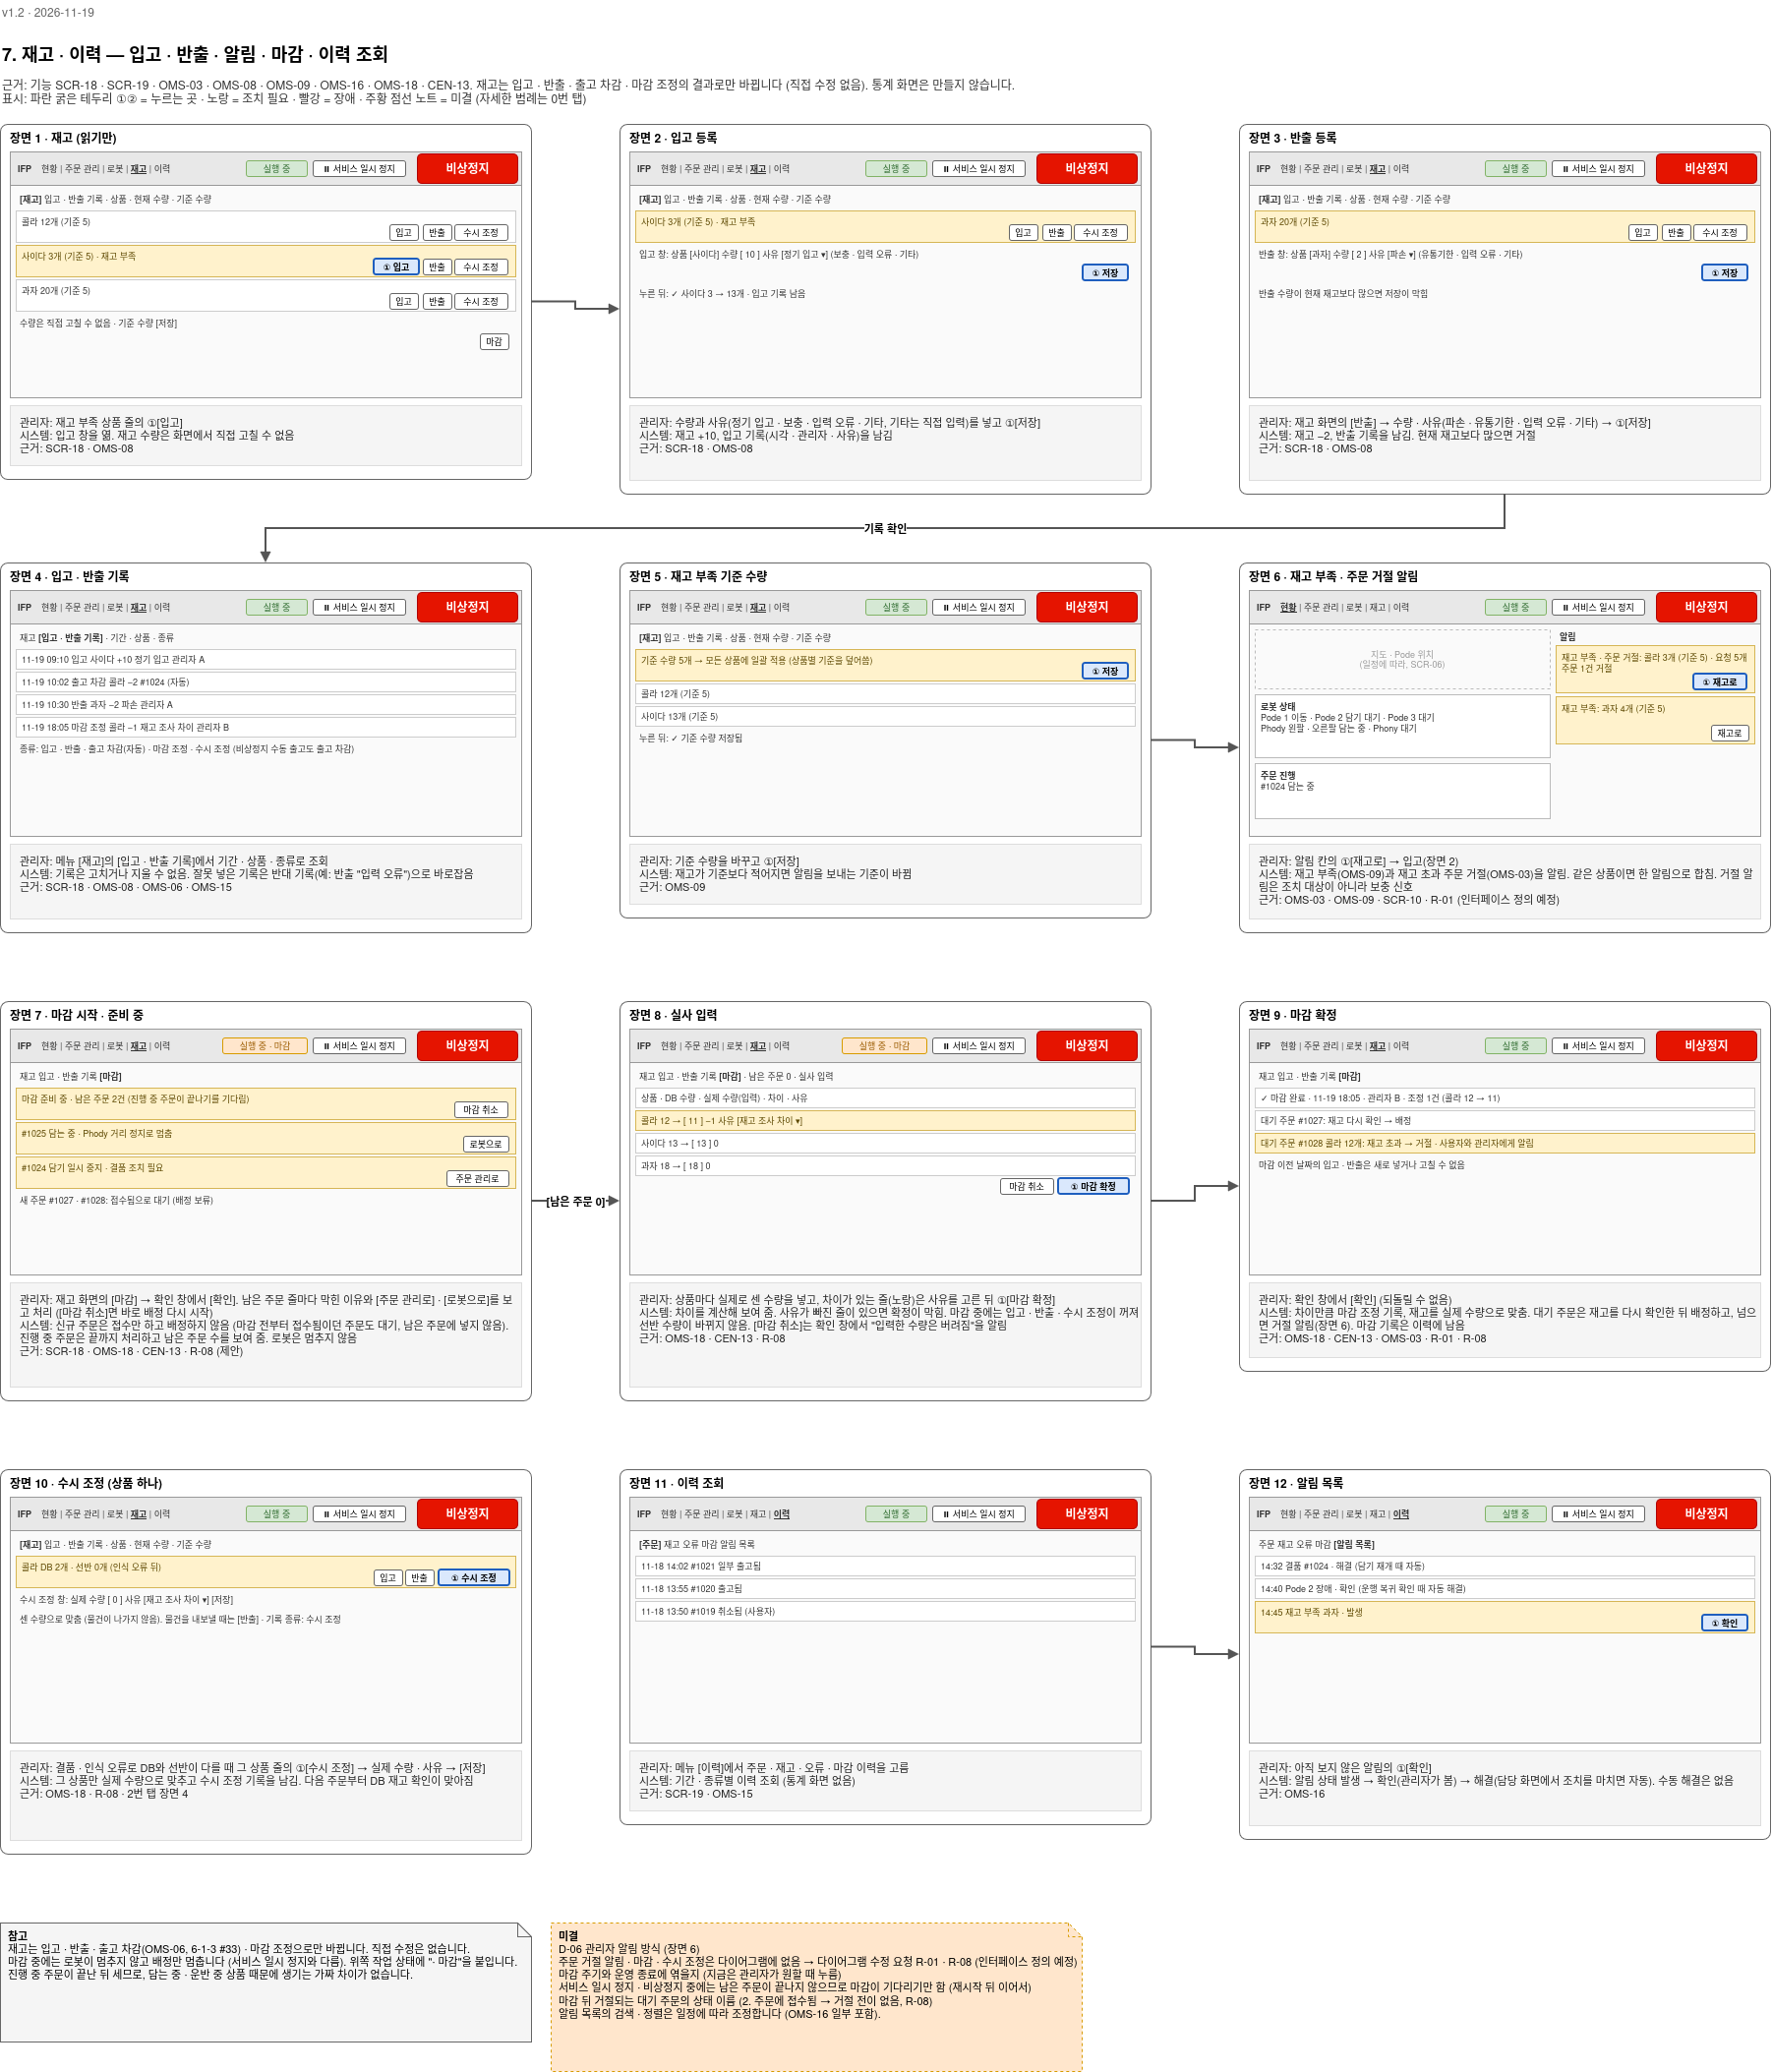 v1.2 · 2026-11-19
7. 재고 · 이력 — 입고 · 반출 · 알림 · 마감 · 이력 조회
근거: 기능 SCR-18 · SCR-19 · OMS-03 · OMS-08 · OMS-09 · OMS-16 · OMS-18 · CEN-13. 재고는 입고 · 반출 · 출고 차감 · 마감 조정의 결과로만 바뀝니다 (직접 수정 없음). 통계 화면은 만들지 않습니다.
표시: 파란 굵은 테두리 ①② = 누르는 곳 · 노랑 = 조치 필요 · 빨강 = 장애 · 주황 점선 노트 = 미결 (자세한 범례는 0번 탭)
장면 1 · 재고 (읽기만)
IFP 현황 | 주문 관리 | 로봇 | 재고 | 이력
실행 중
⏸ 서비스 일시 정지
비상정지
[재고] 입고 · 반출 기록 · 상품 · 현재 수량 · 기준 수량
콜라 12개 (기준 5)
입고
반출
수시 조정
사이다 3개 (기준 5) · 재고 부족
① 입고
반출
수시 조정
과자 20개 (기준 5)
입고
반출
수시 조정
수량은 직접 고칠 수 없음 · 기준 수량 [저장]
마감
관리자: 재고 부족 상품 줄의 ①[입고]
시스템: 입고 창을 엶. 재고 수량은 화면에서 직접 고칠 수 없음
근거: SCR-18 · OMS-08
장면 2 · 입고 등록
IFP 현황 | 주문 관리 | 로봇 | 재고 | 이력
실행 중
⏸ 서비스 일시 정지
비상정지
[재고] 입고 · 반출 기록 · 상품 · 현재 수량 · 기준 수량
사이다 3개 (기준 5) · 재고 부족
입고
반출
수시 조정
입고 창: 상품 [사이다] 수량 [ 10 ] 사유 [정기 입고 ▾] (보충 · 입력 오류 · 기타)
① 저장
누른 뒤: ✓ 사이다 3 → 13개 · 입고 기록 남음
관리자: 수량과 사유(정기 입고 · 보충 · 입력 오류 · 기타, 기타는 직접 입력)를 넣고 ①[저장]
시스템: 재고 +10, 입고 기록(시각 · 관리자 · 사유)을 남김
근거: SCR-18 · OMS-08
장면 3 · 반출 등록
IFP 현황 | 주문 관리 | 로봇 | 재고 | 이력
실행 중
⏸ 서비스 일시 정지
비상정지
[재고] 입고 · 반출 기록 · 상품 · 현재 수량 · 기준 수량
과자 20개 (기준 5)
입고
반출
수시 조정
반출 창: 상품 [과자] 수량 [ 2 ] 사유 [파손 ▾] (유통기한 · 입력 오류 · 기타)
① 저장
반출 수량이 현재 재고보다 많으면 저장이 막힘
관리자: 재고 화면의 [반출] → 수량 · 사유(파손 · 유통기한 · 입력 오류 · 기타) → ①[저장]
시스템: 재고 −2, 반출 기록을 남김. 현재 재고보다 많으면 거절
근거: SCR-18 · OMS-08
기록 확인
장면 4 · 입고 · 반출 기록
IFP 현황 | 주문 관리 | 로봇 | 재고 | 이력
실행 중
⏸ 서비스 일시 정지
비상정지
재고 [입고 · 반출 기록] · 기간 · 상품 · 종류
11-19 09:10 입고 사이다 +10 정기 입고 관리자 A
11-19 10:02 출고 차감 콜라 −2 #1024 (자동)
11-19 10:30 반출 과자 −2 파손 관리자 A
11-19 18:05 마감 조정 콜라 −1 재고 조사 차이 관리자 B
종류: 입고 · 반출 · 출고 차감(자동) · 마감 조정 · 수시 조정 (비상정지 수동 출고도 출고 차감)
관리자: 메뉴 [재고]의 [입고 · 반출 기록]에서 기간 · 상품 · 종류로 조회
시스템: 기록은 고치거나 지울 수 없음. 잘못 넣은 기록은 반대 기록(예: 반출 "입력 오류")으로 바로잡음
근거: SCR-18 · OMS-08 · OMS-06 · OMS-15
장면 5 · 재고 부족 기준 수량
IFP 현황 | 주문 관리 | 로봇 | 재고 | 이력
실행 중
⏸ 서비스 일시 정지
비상정지
[재고] 입고 · 반출 기록 · 상품 · 현재 수량 · 기준 수량
기준 수량 5개 → 모든 상품에 일괄 적용 (상품별 기준을 덮어씀)
① 저장
콜라 12개 (기준 5)
사이다 13개 (기준 5)
누른 뒤: ✓ 기준 수량 저장됨
관리자: 기준 수량을 바꾸고 ①[저장]
시스템: 재고가 기준보다 적어지면 알림을 보내는 기준이 바뀜
근거: OMS-09
장면 6 · 재고 부족 · 주문 거절 알림
IFP 현황 | 주문 관리 | 로봇 | 재고 | 이력
실행 중
⏸ 서비스 일시 정지
비상정지
지도 · Pode 위치
(일정에 따라, SCR-06)
로봇 상태
Pode 1 이동 · Pode 2 담기 대기 · Pode 3 대기
Phody 왼팔 · 오른팔 담는 중 · Phony 대기
주문 진행
#1024 담는 중
알림
재고 부족 · 주문 거절: 콜라 3개 (기준 5) · 요청 5개
주문 1건 거절
① 재고로
재고 부족: 과자 4개 (기준 5)
재고로
관리자: 알림 칸의 ①[재고로] → 입고(장면 2)
시스템: 재고 부족(OMS-09)과 재고 초과 주문 거절(OMS-03)을 알림. 같은 상품이면 한 알림으로 합침. 거절 알
림은 조치 대상이 아니라 보충 신호
근거: OMS-03 · OMS-09 · SCR-10 · R-01 (인터페이스 정의 예정)
장면 7 · 마감 시작 · 준비 중
IFP 현황 | 주문 관리 | 로봇 | 재고 | 이력
실행 중 · 마감
⏸ 서비스 일시 정지
비상정지
재고 입고 · 반출 기록 [마감]
마감 준비 중 · 남은 주문 2건 (진행 중 주문이 끝나기를 기다림)
마감 취소
#1025 담는 중 · Phody 거리 정지로 멈춤
로봇으로
#1024 담기 일시 중지 · 결품 조치 필요
주문 관리로
새 주문 #1027 · #1028: 접수됨으로 대기 (배정 보류)
관리자: 재고 화면의 [마감] → 확인 창에서 [확인]. 남은 주문 줄마다 막힌 이유와 [주문 관리로] · [로봇으로]를 보
고 처리 ([마감 취소]면 바로 배정 다시 시작)
시스템: 신규 주문은 접수만 하고 배정하지 않음 (마감 전부터 접수됨이던 주문도 대기, 남은 주문에 넣지 않음).
진행 중 주문은 끝까지 처리하고 남은 주문 수를 보여 줌. 로봇은 멈추지 않음
근거: SCR-18 · OMS-18 · CEN-13 · R-08 (제안)
[남은 주문 0]
장면 8 · 실사 입력
IFP 현황 | 주문 관리 | 로봇 | 재고 | 이력
실행 중 · 마감
⏸ 서비스 일시 정지
비상정지
재고 입고 · 반출 기록 [마감] · 남은 주문 0 · 실사 입력
상품 · DB 수량 · 실제 수량(입력) · 차이 · 사유
콜라 12 → [ 11 ] −1 사유 [재고 조사 차이 ▾]
사이다 13 → [ 13 ] 0
과자 18 → [ 18 ] 0
마감 취소
① 마감 확정
관리자: 상품마다 실제로 센 수량을 넣고, 차이가 있는 줄(노랑)은 사유를 고른 뒤 ①[마감 확정]
시스템: 차이를 계산해 보여 줌. 사유가 빠진 줄이 있으면 확정이 막힘. 마감 중에는 입고 · 반출 · 수시 조정이 꺼져
선반 수량이 바뀌지 않음. [마감 취소]는 확인 창에서 "입력한 수량은 버려짐"을 알림
근거: OMS-18 · CEN-13 · R-08
장면 9 · 마감 확정
IFP 현황 | 주문 관리 | 로봇 | 재고 | 이력
실행 중
⏸ 서비스 일시 정지
비상정지
재고 입고 · 반출 기록 [마감]
✓ 마감 완료 · 11-19 18:05 · 관리자 B · 조정 1건 (콜라 12 → 11)
대기 주문 #1027: 재고 다시 확인 → 배정
대기 주문 #1028 콜라 12개: 재고 초과 → 거절 · 사용자와 관리자에게 알림
마감 이전 날짜의 입고 · 반출은 새로 넣거나 고칠 수 없음
관리자: 확인 창에서 [확인] (되돌릴 수 없음)
시스템: 차이만큼 마감 조정 기록, 재고를 실제 수량으로 맞춤. 대기 주문은 재고를 다시 확인한 뒤 배정하고, 넘으
면 거절 알림(장면 6). 마감 기록은 이력에 남음
근거: OMS-18 · CEN-13 · OMS-03 · R-01 · R-08
장면 10 · 수시 조정 (상품 하나)
IFP 현황 | 주문 관리 | 로봇 | 재고 | 이력
실행 중
⏸ 서비스 일시 정지
비상정지
[재고] 입고 · 반출 기록 · 상품 · 현재 수량 · 기준 수량
콜라 DB 2개 · 선반 0개 (인식 오류 뒤)
입고
반출
① 수시 조정
수시 조정 창: 실제 수량 [ 0 ] 사유 [재고 조사 차이 ▾] [저장]
센 수량으로 맞춤 (물건이 나가지 않음). 물건을 내보낼 때는 [반출] · 기록 종류: 수시 조정
관리자: 결품 · 인식 오류로 DB와 선반이 다를 때 그 상품 줄의 ①[수시 조정] → 실제 수량 · 사유 → [저장]
시스템: 그 상품만 실제 수량으로 맞추고 수시 조정 기록을 남김. 다음 주문부터 DB 재고 확인이 맞아짐
근거: OMS-18 · R-08 · 2번 탭 장면 4
장면 11 · 이력 조회
IFP 현황 | 주문 관리 | 로봇 | 재고 | 이력
실행 중
⏸ 서비스 일시 정지
비상정지
[주문] 재고 오류 마감 알림 목록
11-18 14:02 #1021 일부 출고됨
11-18 13:55 #1020 출고됨
11-18 13:50 #1019 취소됨 (사용자)
관리자: 메뉴 [이력]에서 주문 · 재고 · 오류 · 마감 이력을 고름
시스템: 기간 · 종류별 이력 조회 (통계 화면 없음)
근거: SCR-19 · OMS-15
장면 12 · 알림 목록
IFP 현황 | 주문 관리 | 로봇 | 재고 | 이력
실행 중
⏸ 서비스 일시 정지
비상정지
주문 재고 오류 마감 [알림 목록]
14:32 결품 #1024 · 해결 (담기 재개 때 자동)
14:40 Pode 2 장애 · 확인 (운행 복귀 확인 때 자동 해결)
14:45 재고 부족 과자 · 발생
① 확인
관리자: 아직 보지 않은 알림의 ①[확인]
시스템: 알림 상태 발생 → 확인(관리자가 봄) → 해결(담당 화면에서 조치를 마치면 자동). 수동 해결은 없음
근거: OMS-16
참고
재고는 입고 · 반출 · 출고 차감(OMS-06, 6-1-3 #33) · 마감 조정으로만 바뀝니다. 직접 수정은 없습니다.
마감 중에는 로봇이 멈추지 않고 배정만 멈춥니다 (서비스 일시 정지와 다름). 위쪽 작업 상태에 "· 마감"을 붙입니다.
진행 중 주문이 끝난 뒤 세므로, 담는 중 · 운반 중 상품 때문에 생기는 가짜 차이가 없습니다.
미결
D-06 관리자 알림 방식 (장면 6)
주문 거절 알림 · 마감 · 수시 조정은 다이어그램에 없음 → 다이어그램 수정 요청 R-01 · R-08 (인터페이스 정의 예정)
마감 주기와 운영 종료에 엮을지 (지금은 관리자가 원할 때 누름)
서비스 일시 정지 · 비상정지 중에는 남은 주문이 끝나지 않으므로 마감이 기다리기만 함 (재시작 뒤 이어서)
마감 뒤 거절되는 대기 주문의 상태 이름 (2. 주문에 접수됨 → 거절 전이 없음, R-08)
알림 목록의 검색 · 정렬은 일정에 따라 조정합니다 (OMS-16 일부 포함).